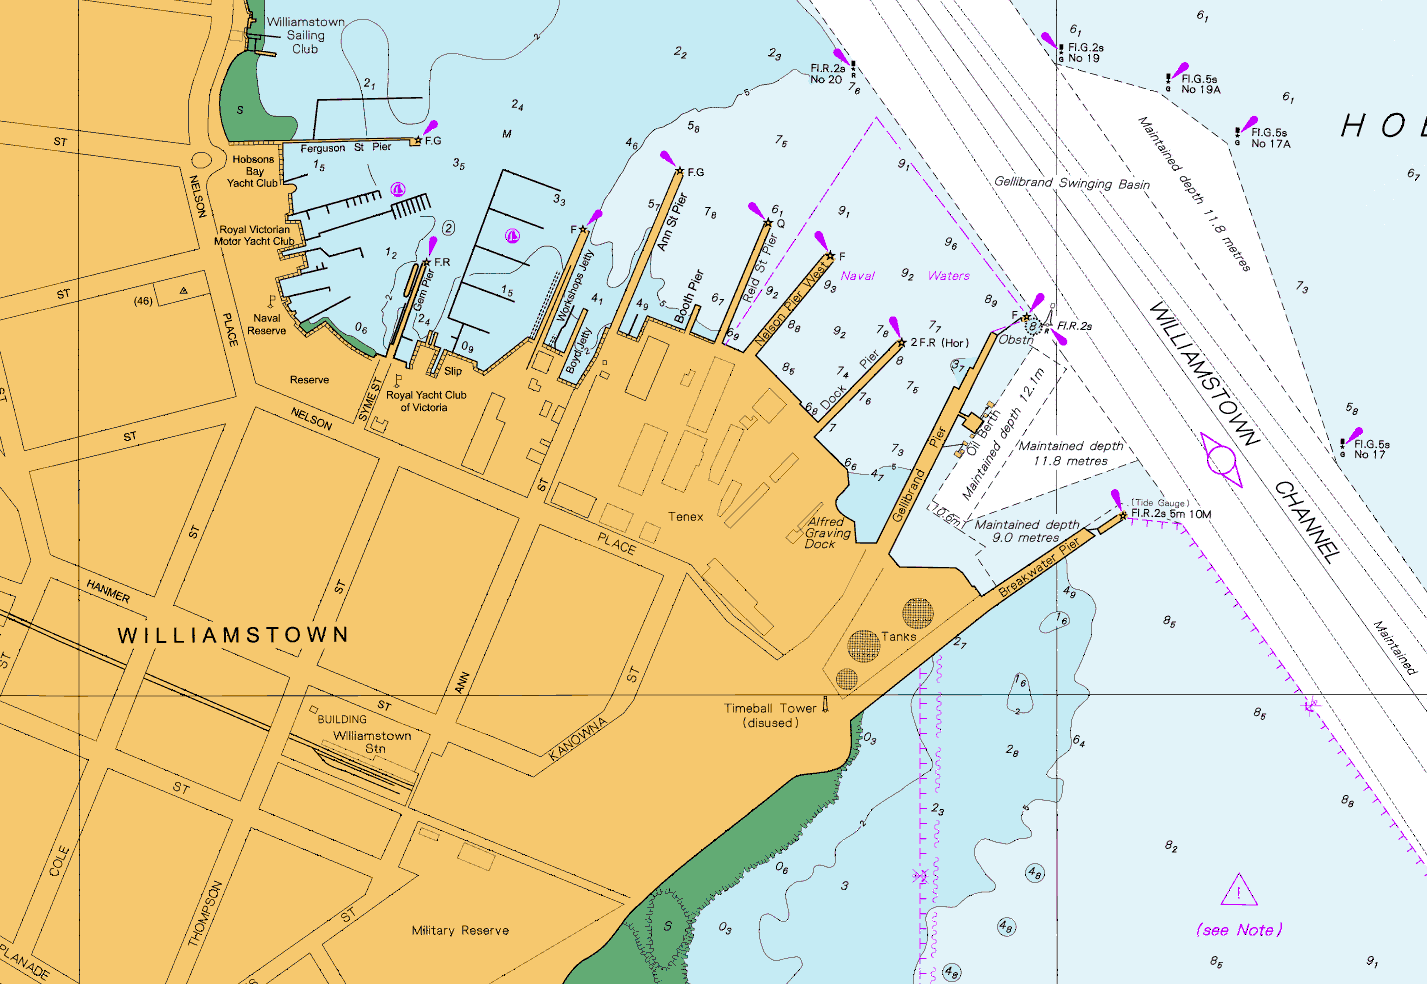 Williamstown
Sailing
Club
Fl.R.2s
No 20
Fl.G.2s
No 19
Fl.G.5s
No 19A
Fl.G.5s
No 17A
H O B
S
M
F.G
Ferguson St Pier
Hobsons
Bay
Yacht Club
ST
NELSON
Royal Victorian
Motor Yacht Club
F.R
Gem Pier
F
Workshops Jetty
Boyd Jetty
F.G
Ann St Pier
Booth Pier
Q
Reid St Pier
F
Nelson Pier West
Naval Waters
Gellibrand Swinging Basin
Maintained depth 11.8 metres
ST
(46)
PLACE
Naval
Reserve
Reserve
SYME ST
Slip
Royal Yacht Club
of Victoria
2 F.R (Hor)
Dock Pier
F
Fl.R.2s
Obstn
WILLIAMSTOWN
CHANNEL
Gellibrand Pier
Oil Berth
Maintained depth 12.1m
Maintained depth
11.8 metres
Fl.G.5s
No 17
NELSON
ST
ST
Tenex
Alfred
Graving
Dock
(10.6m)
Maintained depth
9.0 metres
(Tide Gauge)
Fl.R.2s 5m 10M
Breakwater Pier
PLACE
ST
ST
HANMER
WILLIAMSTOWN
Tanks
Maintained
ANN
ST
ST
ST
Timeball Tower
(disused)
BUILDING
Williamstown
Stn
KANOWNA
ST
COLE
THOMPSON
ST
Military Reserve
S
(see Note)
PLANADE
ST